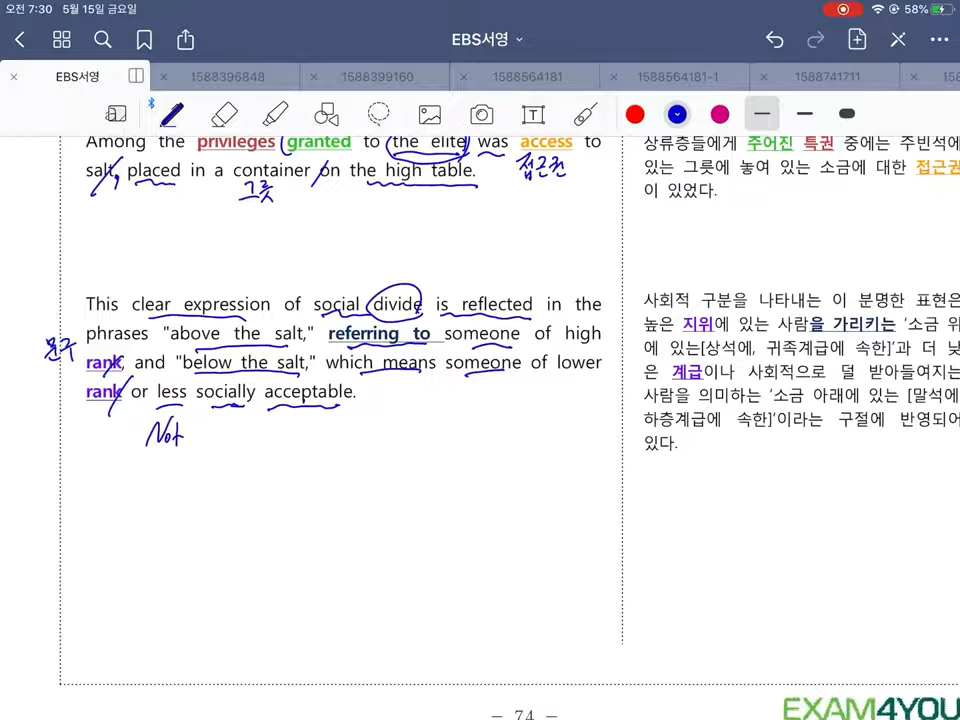 오전 7:30 5월 15일 금요일 58%
EBS서영
EBS서영 1588396848 1588399160 1588564181 1588564181-1 1588741711
Among the privileges granted to the elite was access to
salt, placed in a container on the high table.
접근권
그릇
This clear expression of social divide is reflected in the
phrases "above the salt," referring to someone of high
문구
rank, and "below the salt," which means someone of lower
rank or less socially acceptable.
Not
상류층들에게 주어진 특권 중에는 주빈석에
있는 그릇에 놓여 있는 소금에 대한 접근권
이 있었다.
사회적 구분을 나타내는 이 분명한 표현은
높은 지위에 있는 사람을 가리키는 '소금 위
에 있는[상석에, 귀족계급에 속한]'과 더 낮
은 계급이나 사회적으로 덜 받아들여지는
사람을 의미하는 '소금 아래에 있는 [말석에
하층계급에 속한]'이라는 구절에 반영되어
있다.
- 74 -
EXAM4YOU